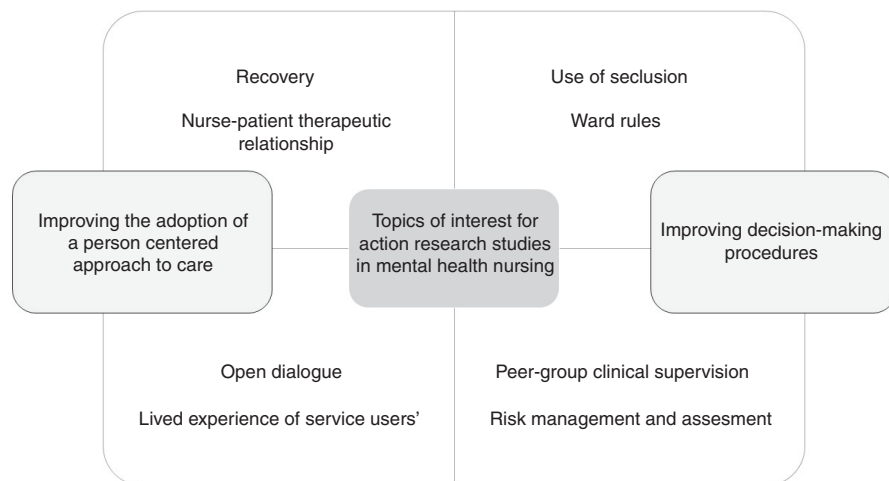 Recovery
Nurse-patient therapeutic
relationship
Use of seclusion
Ward rules
Improving the adoption of
a person centered
approach to care
Topics of interest for
action research studies
in mental health nursing
Improving decision-making
procedures
Open dialogue
Lived experience of service users’
Peer-group clinical supervision
Risk management and assesment